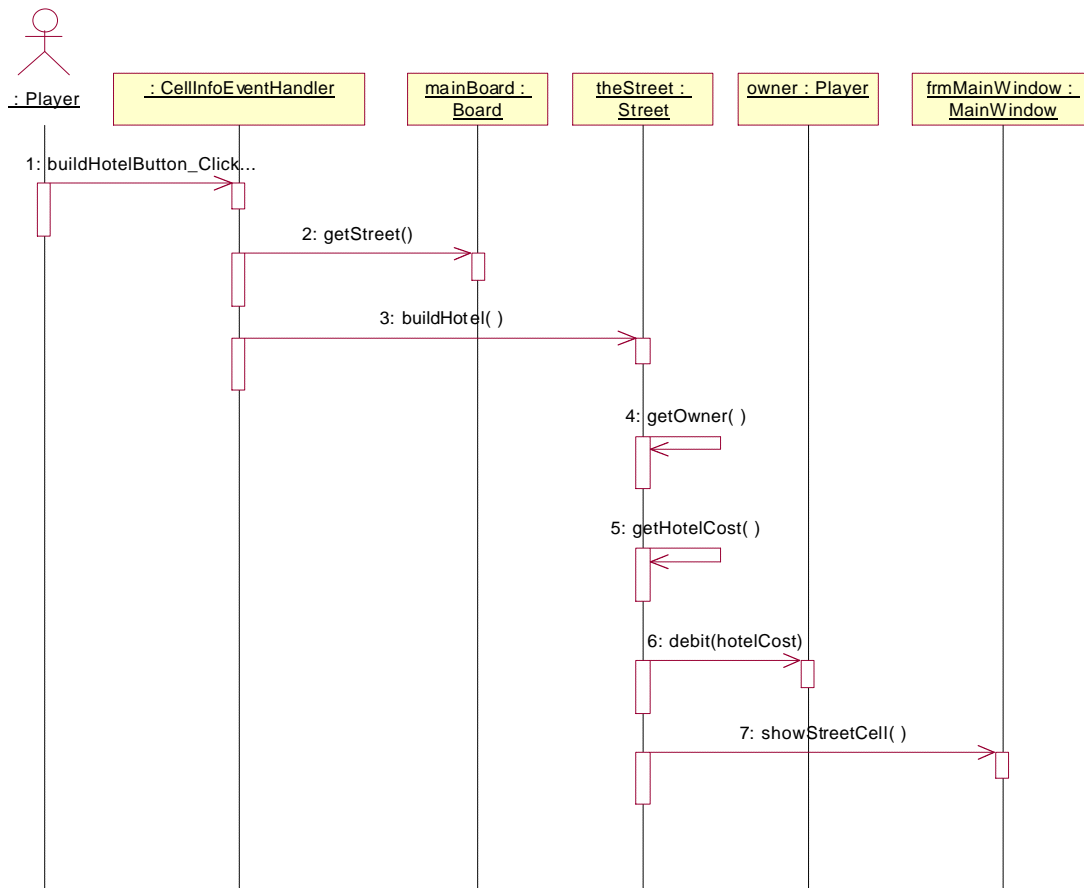 : Player
: CellInfoEventHandler
mainBoard :
Board
theStreet :
Street
owner : Player
frmMainWindow :
MainWindow
1: buildHotelButton_Click...
2: getStreet()
3: buildHotel( )
4: getOwner( )
5: getHotelCost( )
6: debit(hotelCost)
7: showStreetCell( )